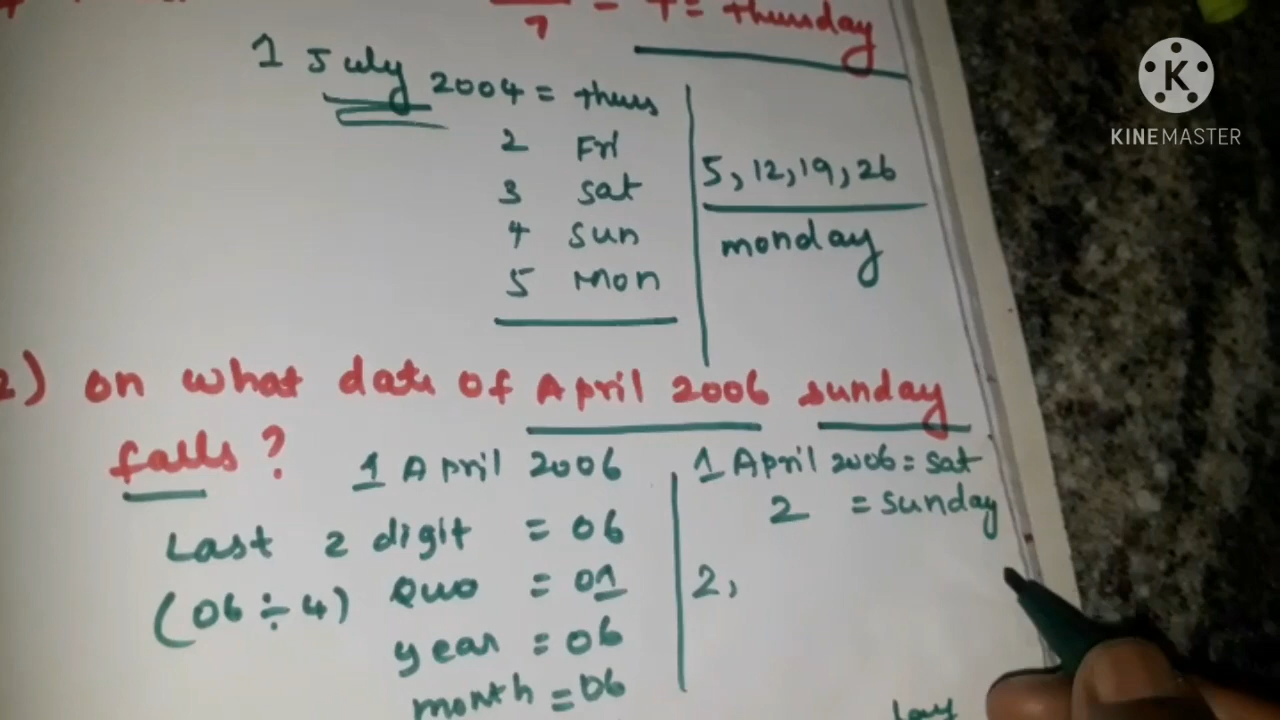 7 = 4 = thursday
1 July 2004 = thurs
2 Fri
3 sat
4 sun
5 Mon
5, 12, 19, 26
monday
2) on what date of April 2006 sunday
falls?
1 April 2006
Last 2 digit = 06
(06 ÷ 4) Quo = 01
year = 06
month = 06
1 April 2006 = sat
2 = sunday
2,
K
KINEMASTER